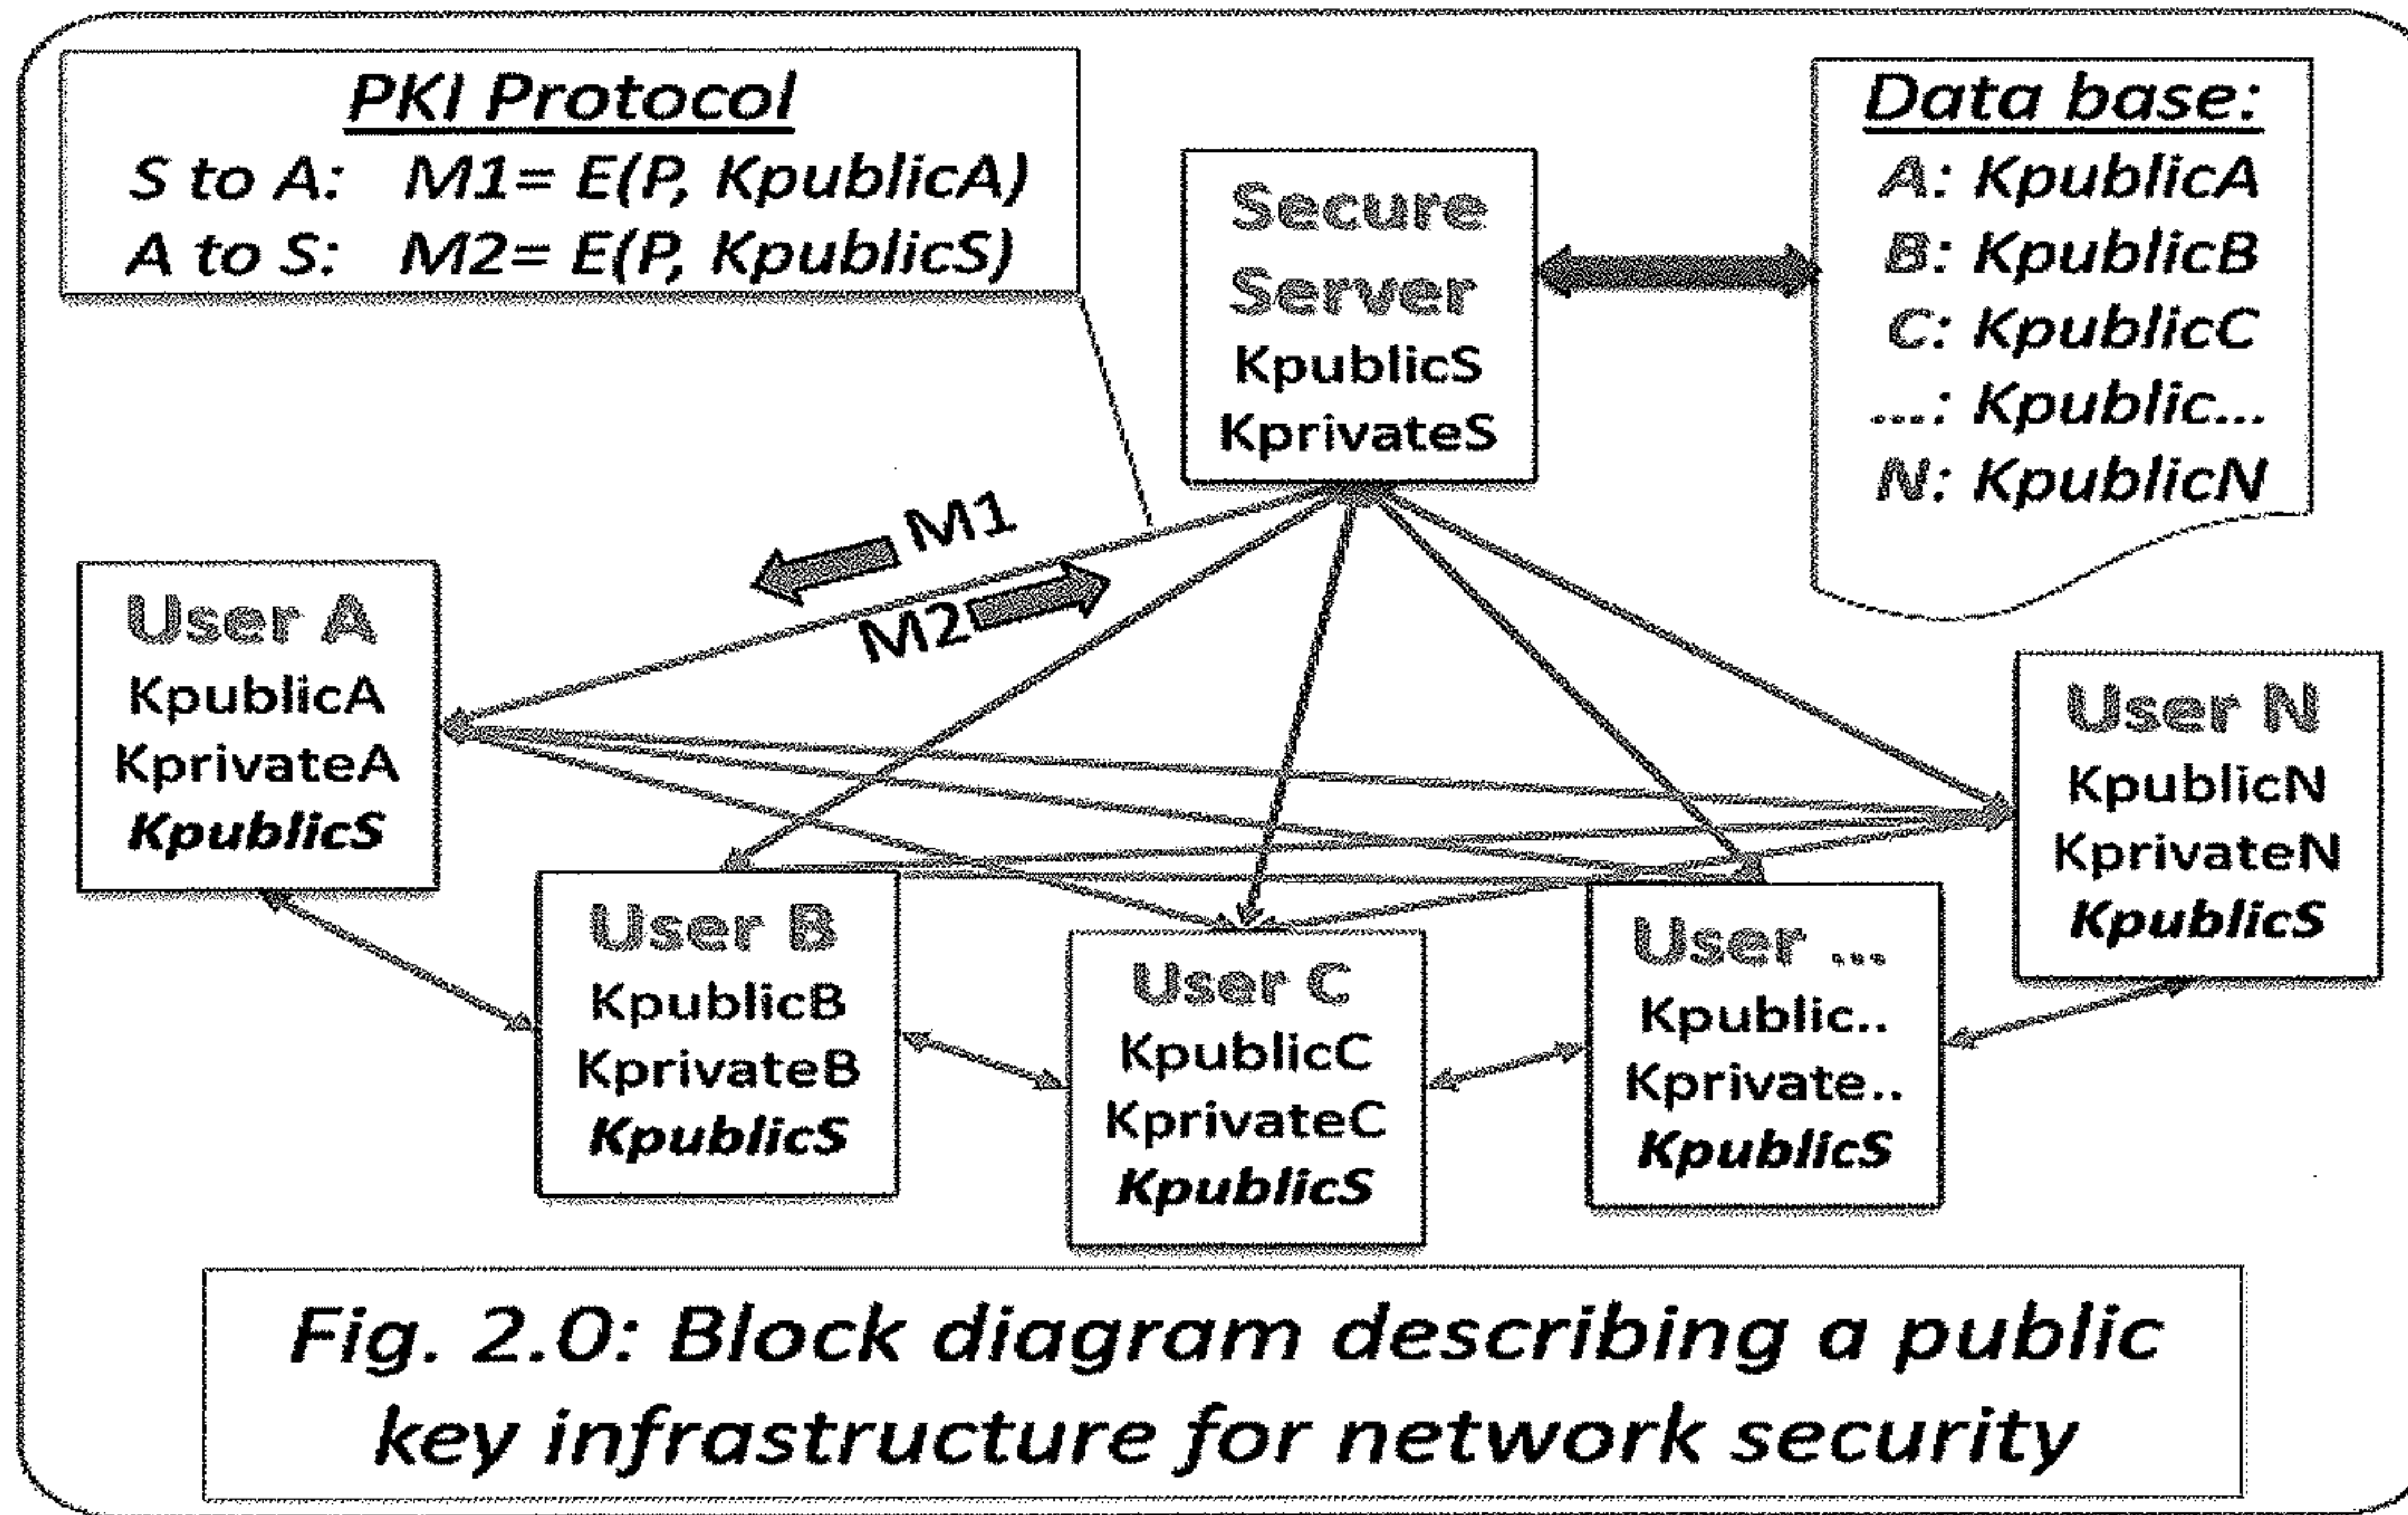 PKI Protocol
S to A: M1= E(P, KpublicA)
A to S: M2= E(P, KpublicS)
Data base:
A: KpublicA
B: KpublicB
C: KpublicC
...: Kpublic...
N: KpublicN
Secure
Server
KpublicS
KprivateS
M1
M2
User A
KpublicA
KprivateA
KpublicS
User B
KpublicB
KprivateB
KpublicS
User C
KpublicC
KprivateC
KpublicS
User ...
Kpublic..
Kprivate..
KpublicS
User N
KpublicN
KprivateN
KpublicS
Fig. 2.0: Block diagram describing a public
key infrastructure for network security